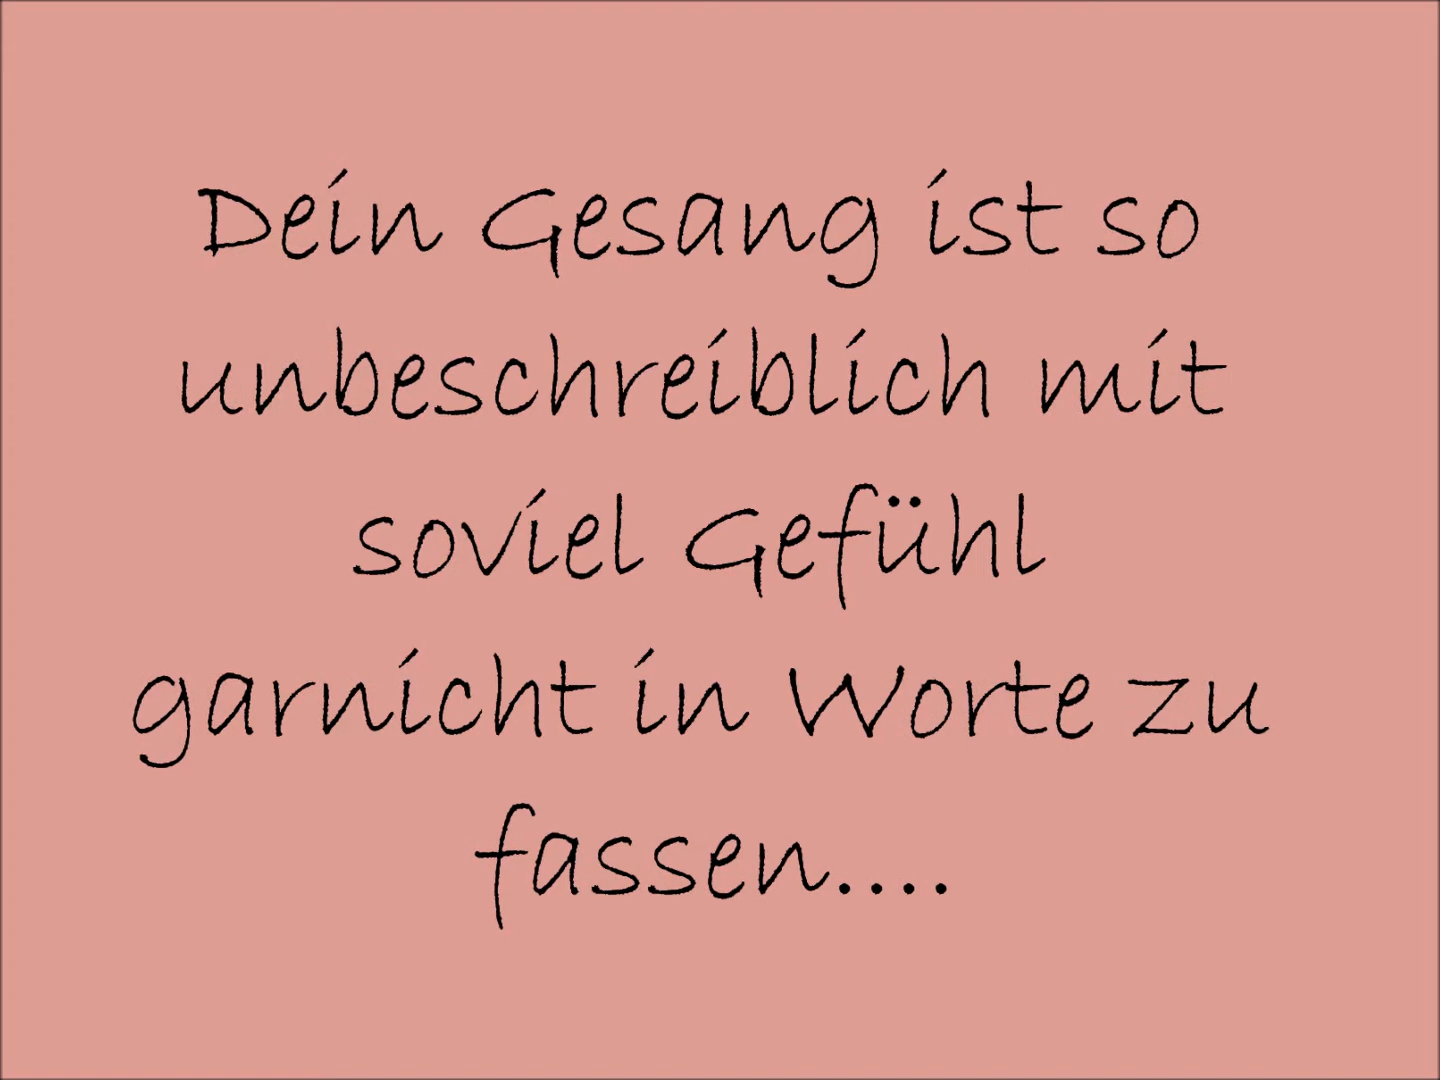 Dein Gesang ist so
unbeschreiblich mit
soviel Gefühl
garnicht in Worte zu
fassen....